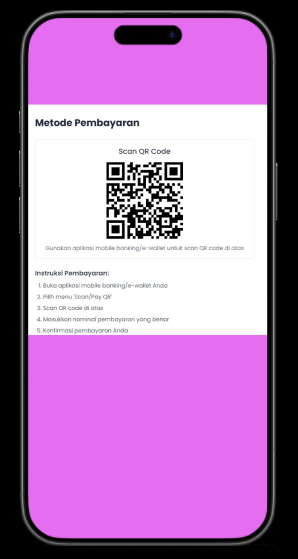 Metode Pembayaran
Scan QR Code
Gunakan aplikasi mobile banking/e-wallet untuk scan QR code di atas
Instruksi Pembayaran:
1. Buka aplikasi mobile banking/e-wallet Anda
2. Pilih menu 'Scan/Pay QR'
3. Scan QR code di atas
4. Masukkan nominal pembayaran yang benar
5. Konfirmasi pembayaran Anda